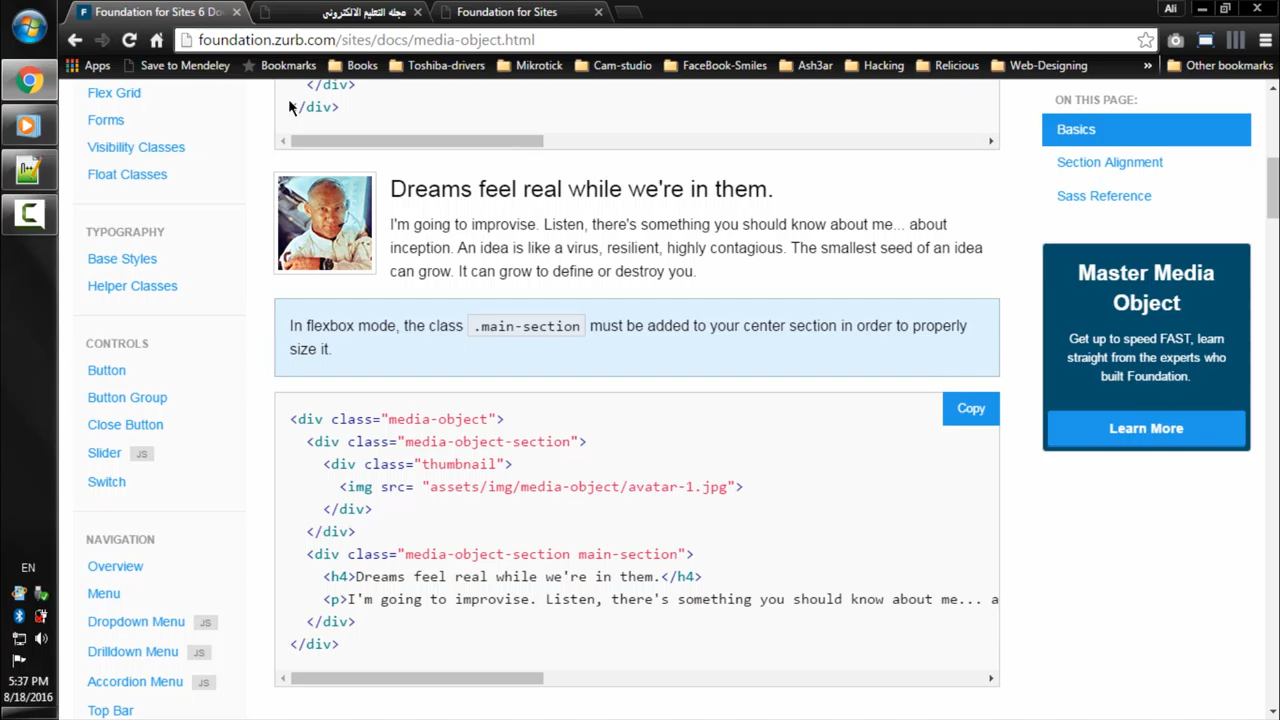 Foundation for Sites 6 Do
مجله التعليم الالكتروني
Foundation for Sites
Ali
foundation.zurb.com/sites/docs/media-object.html
Apps
Save to Mendeley
Bookmarks
Books
Toshiba-drivers
Mikrotick
Cam-studio
FaceBook-Smiles
Ash3ar
Hacking
Relicious
Web-Designing
»
Other bookmarks
Flex Grid
Forms
Visibility Classes
Float Classes
TYPOGRAPHY
Base Styles
Helper Classes
CONTROLS
Button
Button Group
Close Button
Slider JS
Switch
NAVIGATION
Overview
Menu
Dropdown Menu JS
Drilldown Menu JS
Accordion Menu JS
Top Bar
</div>
</div>
Dreams feel real while we're in them.
I'm going to improvise. Listen, there's something you should know about me... about
inception. An idea is like a virus, resilient, highly contagious. The smallest seed of an idea
can grow. It can grow to define or destroy you.
In flexbox mode, the class .main-section must be added to your center section in order to properly
size it.
Copy
<div class="media-object">
<div class="media-object-section">
<div class="thumbnail">
<img src= "assets/img/media-object/avatar-1.jpg">
</div>
</div>
<div class="media-object-section main-section">
<h4>Dreams feel real while we're in them.</h4>
<p>I'm going to improvise. Listen, there's something you should know about me... a
</div>
</div>
ON THIS PAGE:
Basics
Section Alignment
Sass Reference
Master Media
Object
Get up to speed FAST, learn
straight from the experts who
built Foundation.
Learn More
EN
5:37 PM
8/18/2016